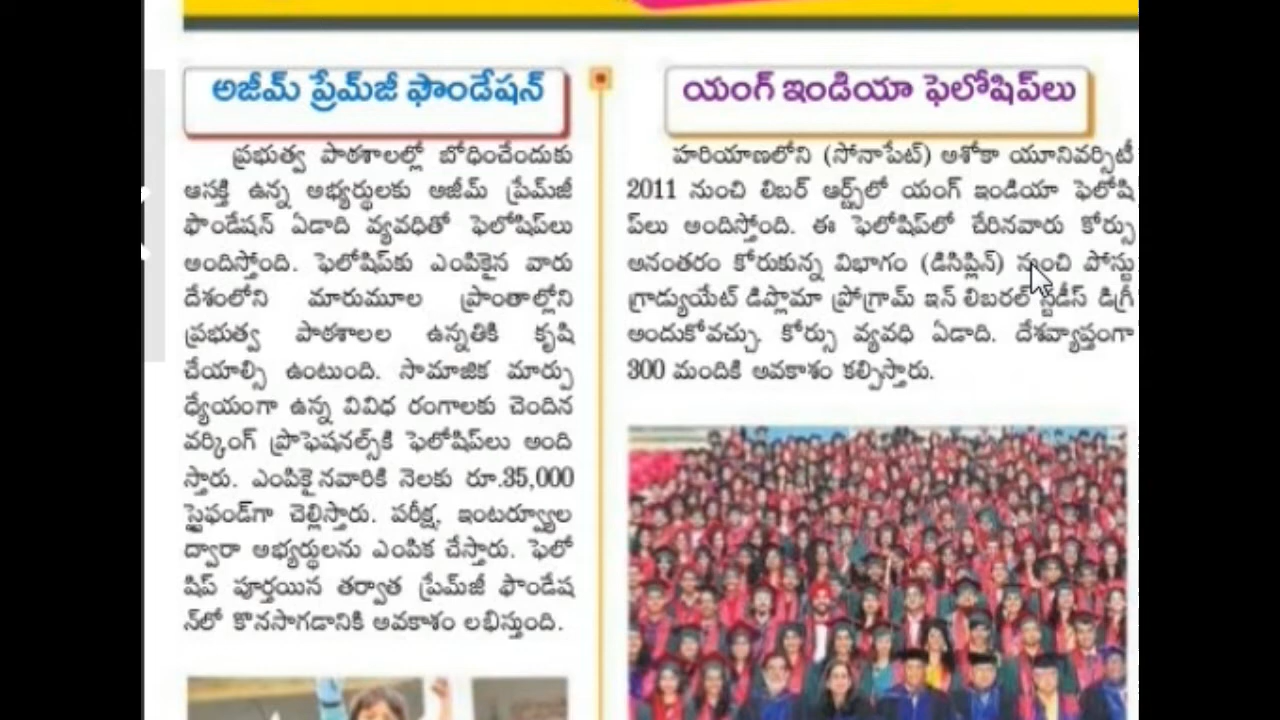 అజీమ్ ప్రేమ్‌జీ ఫౌండేషన్
ప్రభుత్వ పాఠశాలల్లో బోధించేందుకు
ఆసక్తి ఉన్న అభ్యర్థులకు అజీమ్ ప్రేమ్‌జీ
ఫౌండేషన్ ఏడాది వ్యవధితో ఫెలోషిప్‌లు
అందిస్తోంది. ఫెలోషిప్‌కు ఎంపికైన వారు
దేశంలోని మారుమూల ప్రాంతాల్లోని
ప్రభుత్వ పాఠశాలల ఉన్నతికి కృషి
చేయాల్సి ఉంటుంది. సామాజిక మార్పు
ధ్యేయంగా ఉన్న వివిధ రంగాలకు చెందిన
వర్కింగ్ ప్రొఫెషనల్స్‌కి ఫెలోషిప్‌లు అంది
స్తారు. ఎంపికైనవారికి నెలకు రూ.35,000
స్టైఫండ్‌గా చెల్లిస్తారు. పరీక్ష, ఇంటర్వ్యూల
ద్వారా అభ్యర్థులను ఎంపిక చేస్తారు. ఫెలో
షిప్ పూర్తయిన తర్వాత ప్రేమ్‌జీ ఫౌండేష
న్‌లో కొనసాగడానికి అవకాశం లభిస్తుంది.
యంగ్ ఇండియా ఫెలోషిప్‌లు
హరియాణలోని (సోనాపేట్) అశోకా యూనివర్సిటీ
2011 నుంచి లిబర్ ఆర్ట్స్‌లో యంగ్ ఇండియా ఫెలోషి
ప్‌లు అందిస్తోంది. ఈ ఫెలోషిప్‌లో చేరినవారు కోర్సు
అనంతరం కోరుకున్న విభాగం (డిసిప్లిన్) నుంచి పోస్టు
గ్రాడ్యుయేట్ డిప్లొమా ప్రోగ్రామ్ ఇన్ లిబరల్ స్టడీస్ డిగ్రీ
అందుకోవచ్చు. కోర్సు వ్యవధి ఏడాది. దేశవ్యాప్తంగా
300 మందికి అవకాశం కల్పిస్తారు.